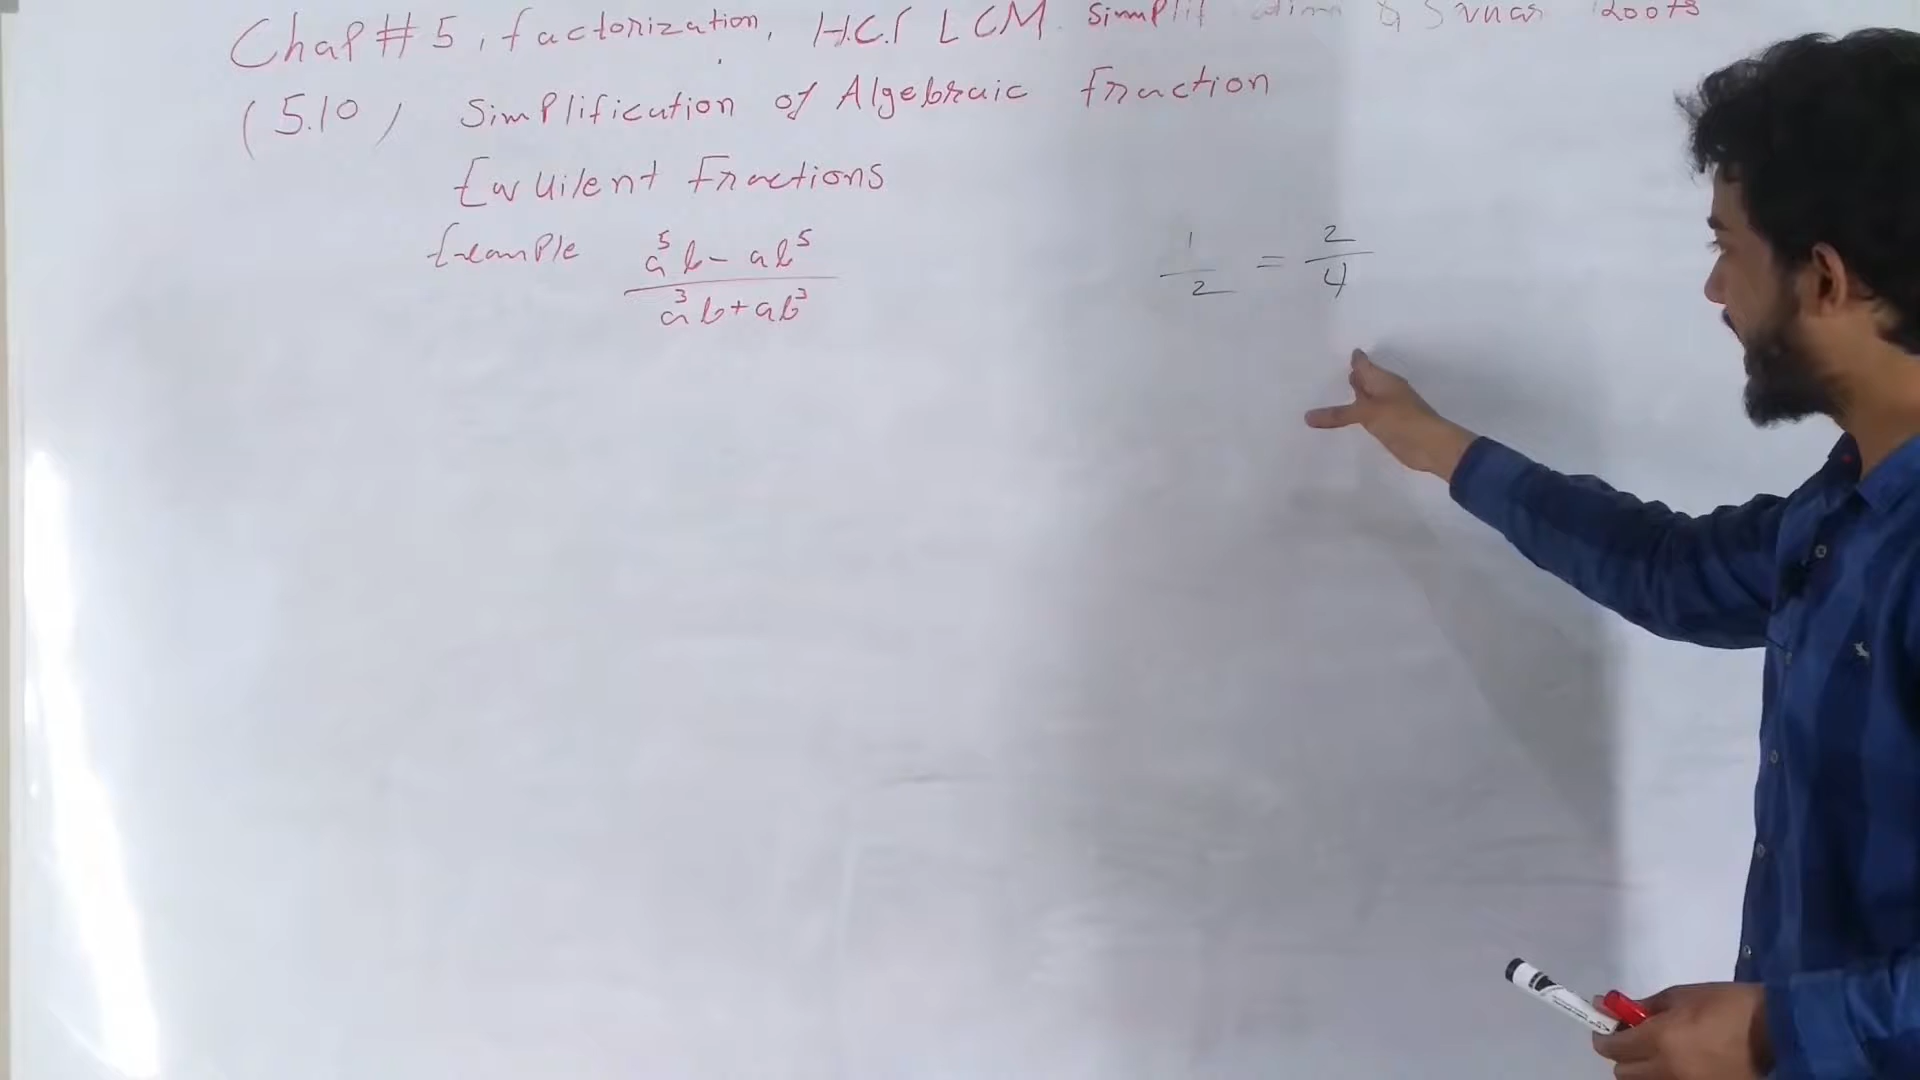 Chap # 5, factorization, H.C.F LCM Simplification & Square roots
(5.10) Simplification of Algebraic Fraction
Equilent Fractions
Example a⁵b - ab⁵ / a³b + ab³
1/2 = 2/4